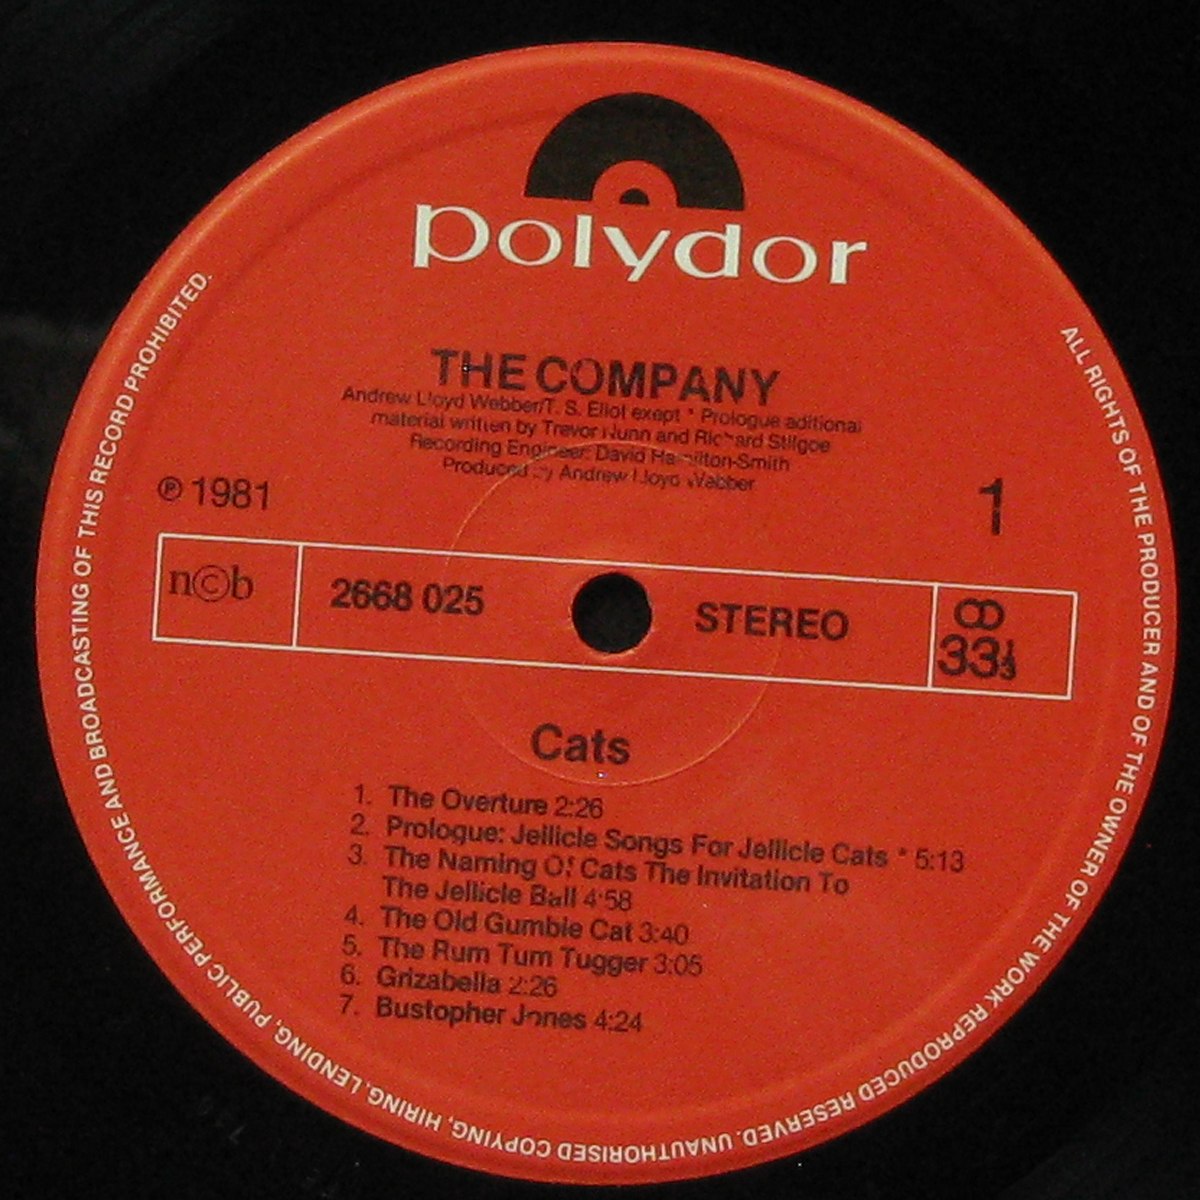 polydor
THE COMPANY
Andrew Lloyd Webber/T. S. Eliot exept * Prologue aditional
material written by Trevor Nunn and Richard Stilgoe
Recording Engineer: David Hamilton-Smith
Produced by Andrew Lloyd Webber
℗ 1981
1
n©b
2668 025
STEREO
33⅓
Cats
1. The Overture 2:26
2. Prologue: Jellicle Songs For Jellicle Cats * 5:13
3. The Naming Of Cats The Invitation To
The Jellicle Ball 4:58
4. The Old Gumbie Cat 3:40
5. The Rum Tum Tugger 3:05
6. Grizabella 2:26
7. Bustopher Jones 4:24
ALL RIGHTS OF THE PRODUCER AND OF THE OWNER OF THE WORK REPRODUCED RESERVED. UNAUTHORISED COPYING, HIRING, LENDING, PUBLIC PERFORMANCE AND BROADCASTING OF THIS RECORD PROHIBITED.